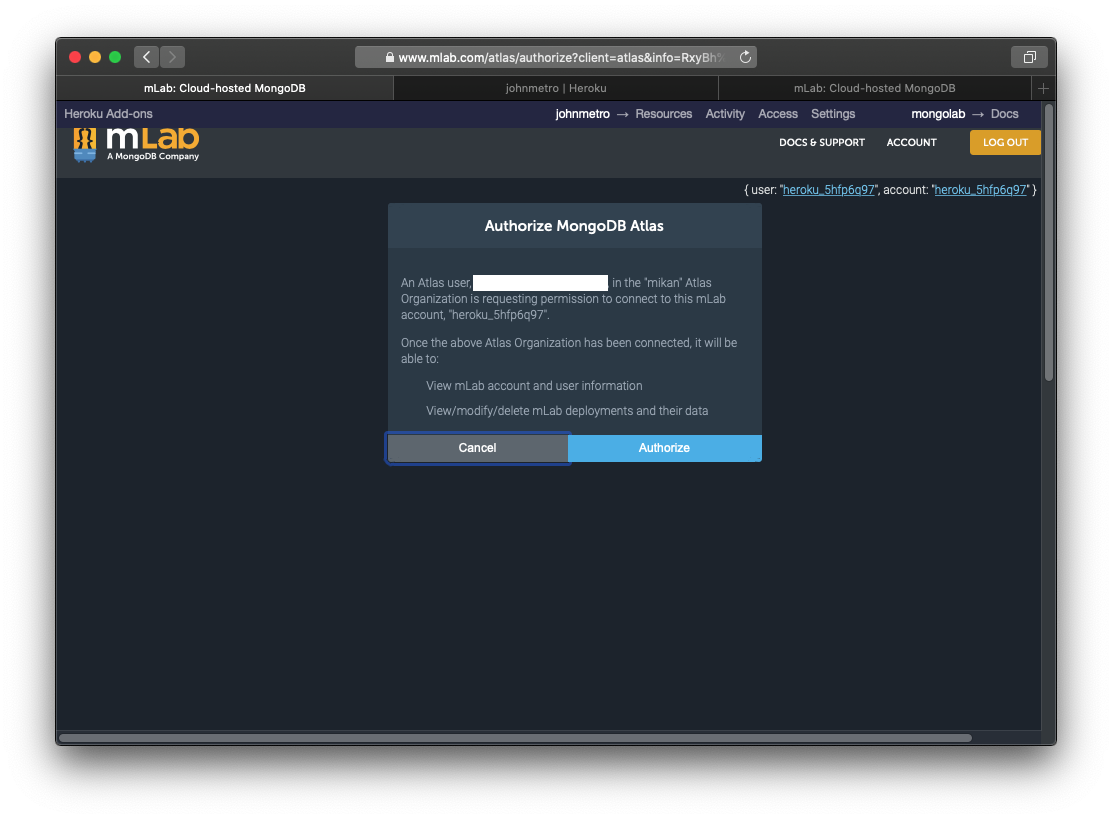 www.mlab.com/atlas/authorize?client=atlas&info=RxyBh
mLab: Cloud-hosted MongoDB
johnmetro | Heroku
mLab: Cloud-hosted MongoDB
Heroku Add-ons
johnmetro → Resources Activity Access Settings mongolab → Docs
mLab
A MongoDB Company
DOCS & SUPPORT ACCOUNT LOG OUT
{ user: "heroku_5hfp6q97", account: "heroku_5hfp6q97" }
Authorize MongoDB Atlas
An Atlas user, in the "mikan" Atlas
Organization is requesting permission to connect to this mLab
account, "heroku_5hfp6q97".
Once the above Atlas Organization has been connected, it will be
able to:
View mLab account and user information
View/modify/delete mLab deployments and their data
Cancel Authorize